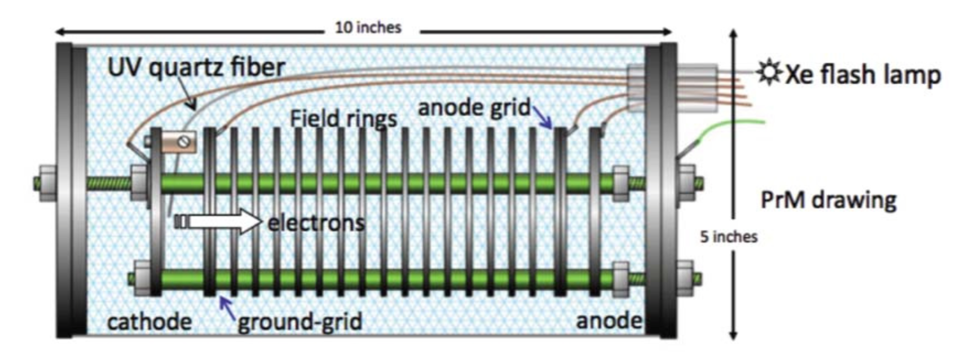 10 inches
UV quartz fiber
Xe flash lamp
anode grid
Field rings
PrM drawing
electrons
5 inches
cathode
ground-grid
anode